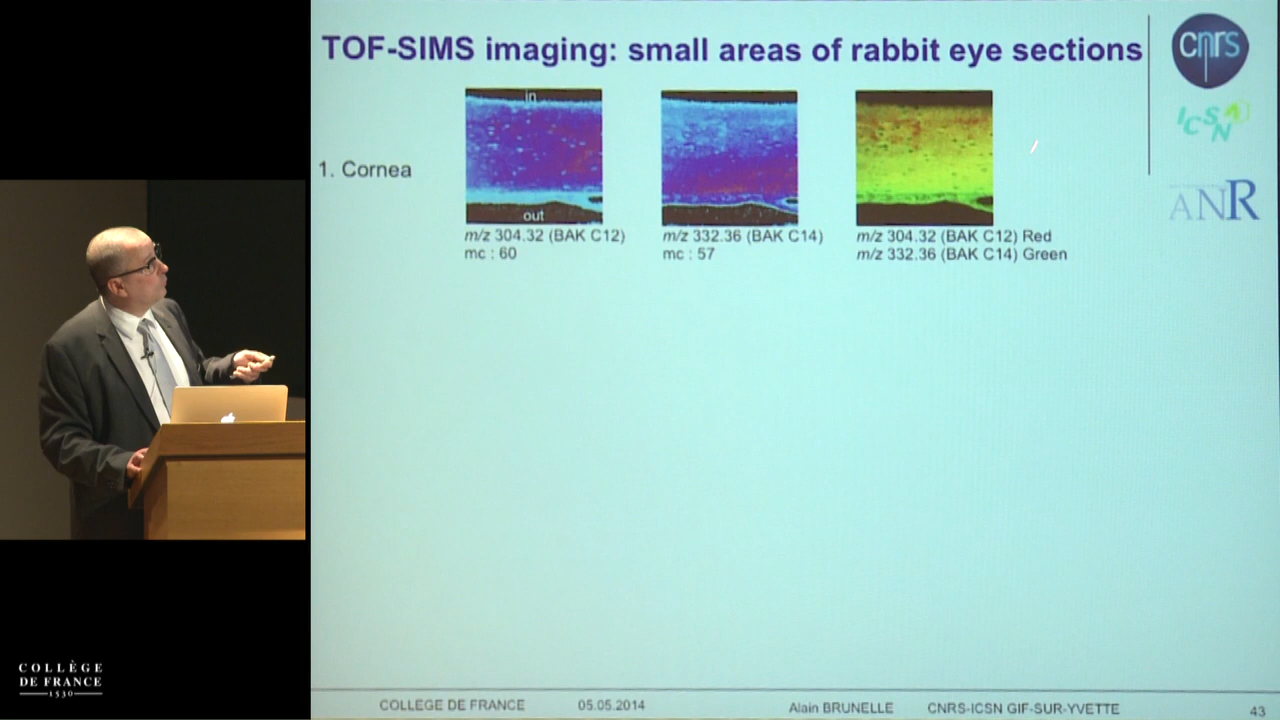 TOF-SIMS imaging: small areas of rabbit eye sections
cnrs
ICSN
ANR
1. Cornea
in
out
m/z 304.32 (BAK C12)
mc : 60
m/z 332.36 (BAK C14)
mc : 57
m/z 304.32 (BAK C12) Red
m/z 332.36 (BAK C14) Green
COLLÈGE
DE FRANCE
1530
COLLEGE DE FRANCE 05.05.2014 Alain BRUNELLE CNRS-ICSN GIF-SUR-YVETTE 43